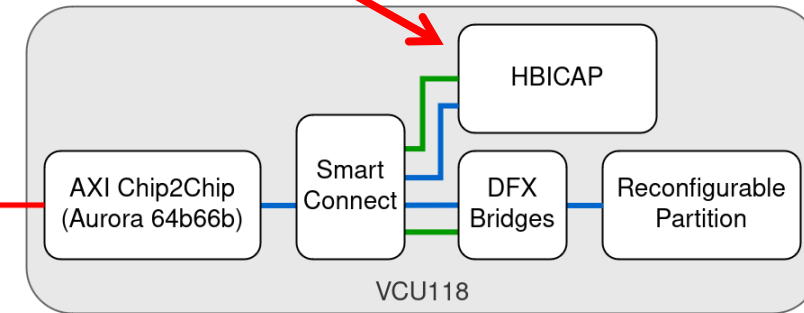 HBICAP
AXI Chip2Chip
(Aurora 64b66b)
Smart
Connect
DFX
Bridges
Reconfigurable
Partition
VCU118